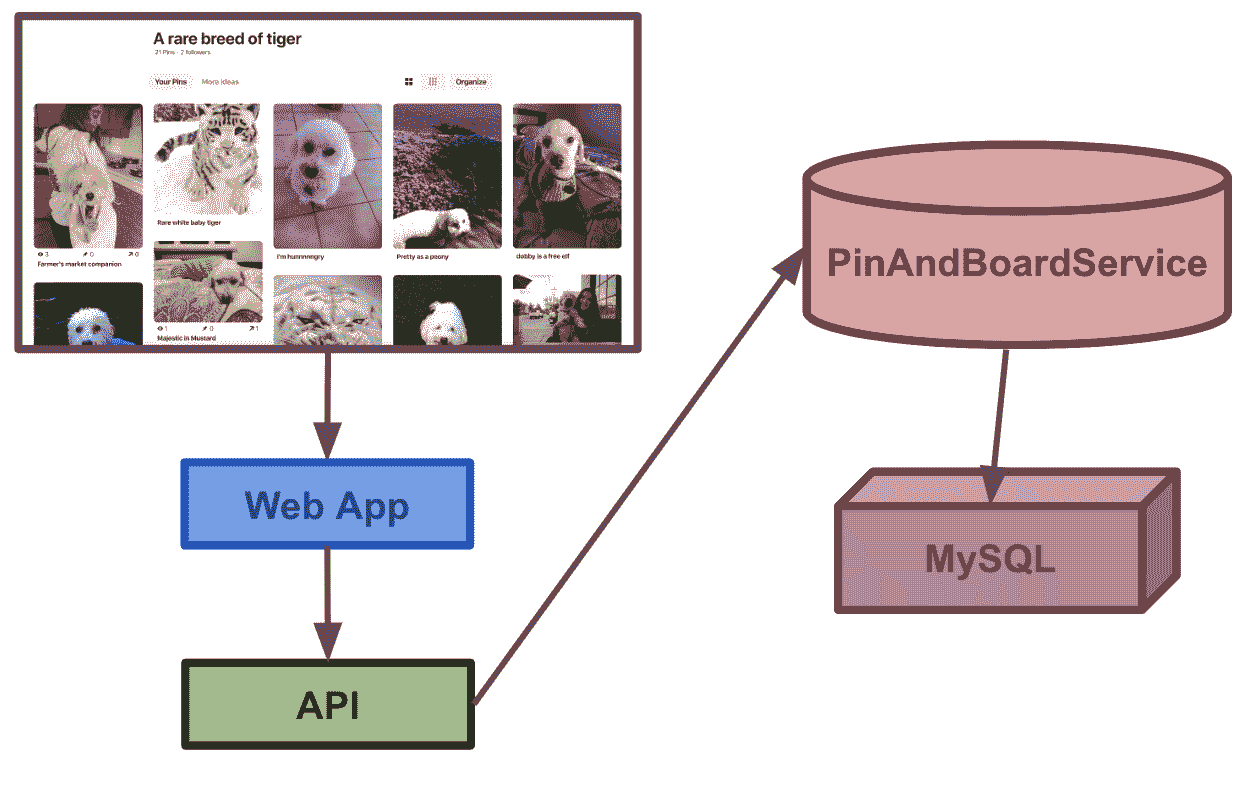 A rare breed of tiger
21 Pins · 2 followers
Your Pins
More ideas
Organize
3 0 0
Farmer's market companion
Rare white baby tiger
1 0 1
Majestic in Mustard
I'm hunnnnngry
Pretty as a peony
dobby is a free elf
Web App
API
PinAndBoardService
MySQL